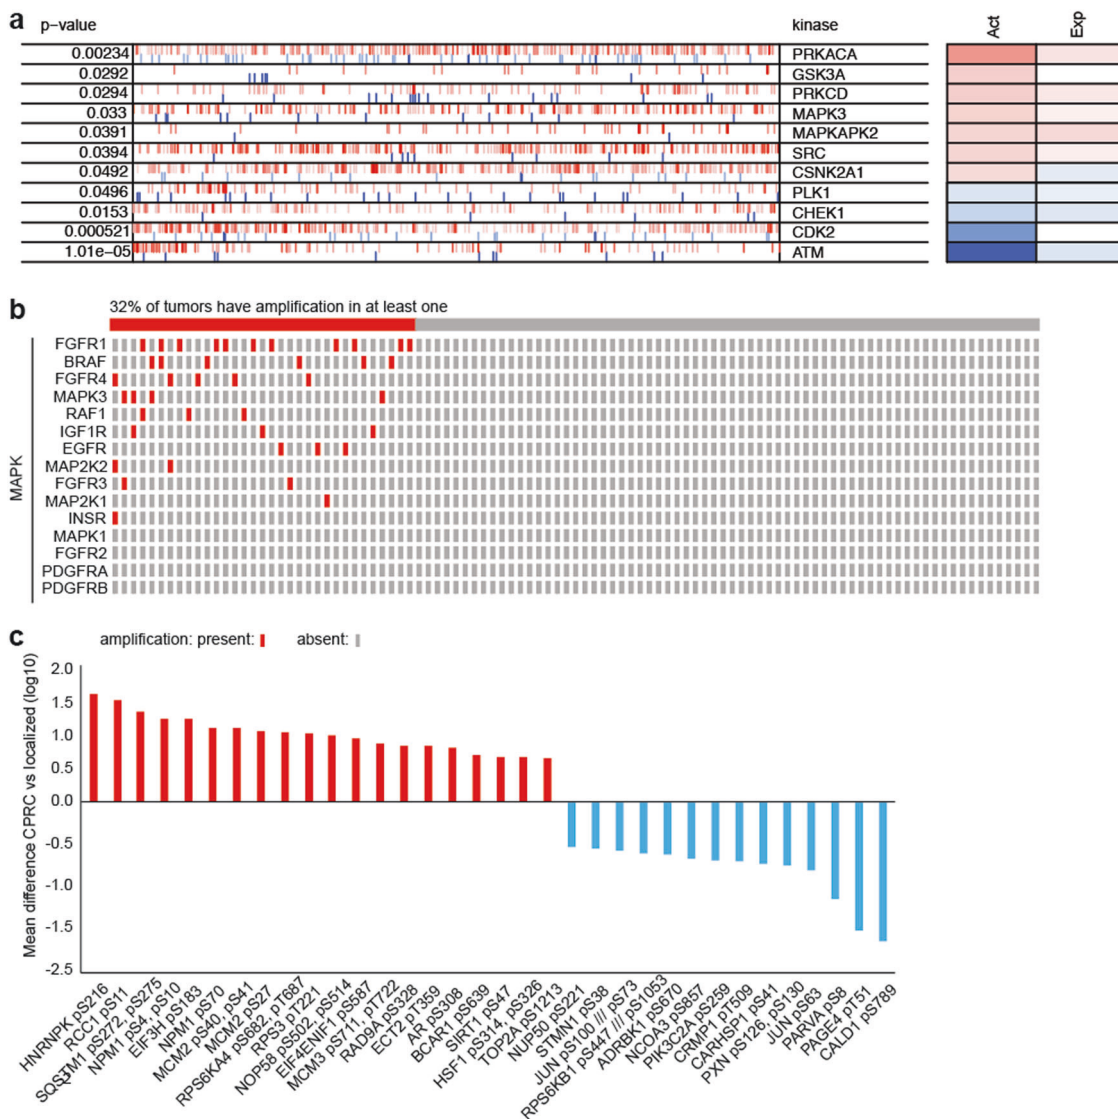 a
p-value kinase Act Exp
0.00234 PRKACA
0.0292 GSK3A
0.0294 PRKCD
0.033 MAPK3
0.0391 MAPKAPK2
0.0394 SRC
0.0492 CSNK2A1
0.0496 PLK1
0.0153 CHEK1
0.000521 CDK2
1.01e-05 ATM
b
32% of tumors have amplification in at least one
MAPK
FGFR1
BRAF
FGFR4
MAPK3
RAF1
IGF1R
EGFR
MAP2K2
FGFR3
MAP2K1
INSR
MAPK1
FGFR2
PDGFRA
PDGFRB
c
amplification: present: absent:
Mean difference CPRC vs localized (log10)
2.0
1.5
1.0
0.5
0.0
-0.5
-1.0
-1.5
-2.5
HNRNPK pS216
RCC1 pS11
SQSTM1 pS272, pS275
NPM1 pS4, pS10
EIF3H pS183
NPM1 pS70
MCM2 pS40, pS41
MCM2 pS27
RPS6KA4 pS682, pT687
RPS3 pT221
NOP58 pS502, pS514
EIF4ENIF1 pS587
MCM3 pS711, pT722
RAD9A pS328
ECT2 pT359
AR pS308
BCAR1 pS639
SIRT1 pS47
HSF1 pS314, pS326
TOP2A pS1213
NUP50 pS221
STMN1 pS38
JUN pS100 /// pS73
RPS6KB1 pS447 /// pS1053
ADRBK1 pS670
NCOA3 pS857
PIK3C2A pS259
CRMP1 pT509
CARHSP1 pS41
PXN pS126, pS130
JUN pS63
PARVA pS8
PAGE4 pT51
CALD1 pS789